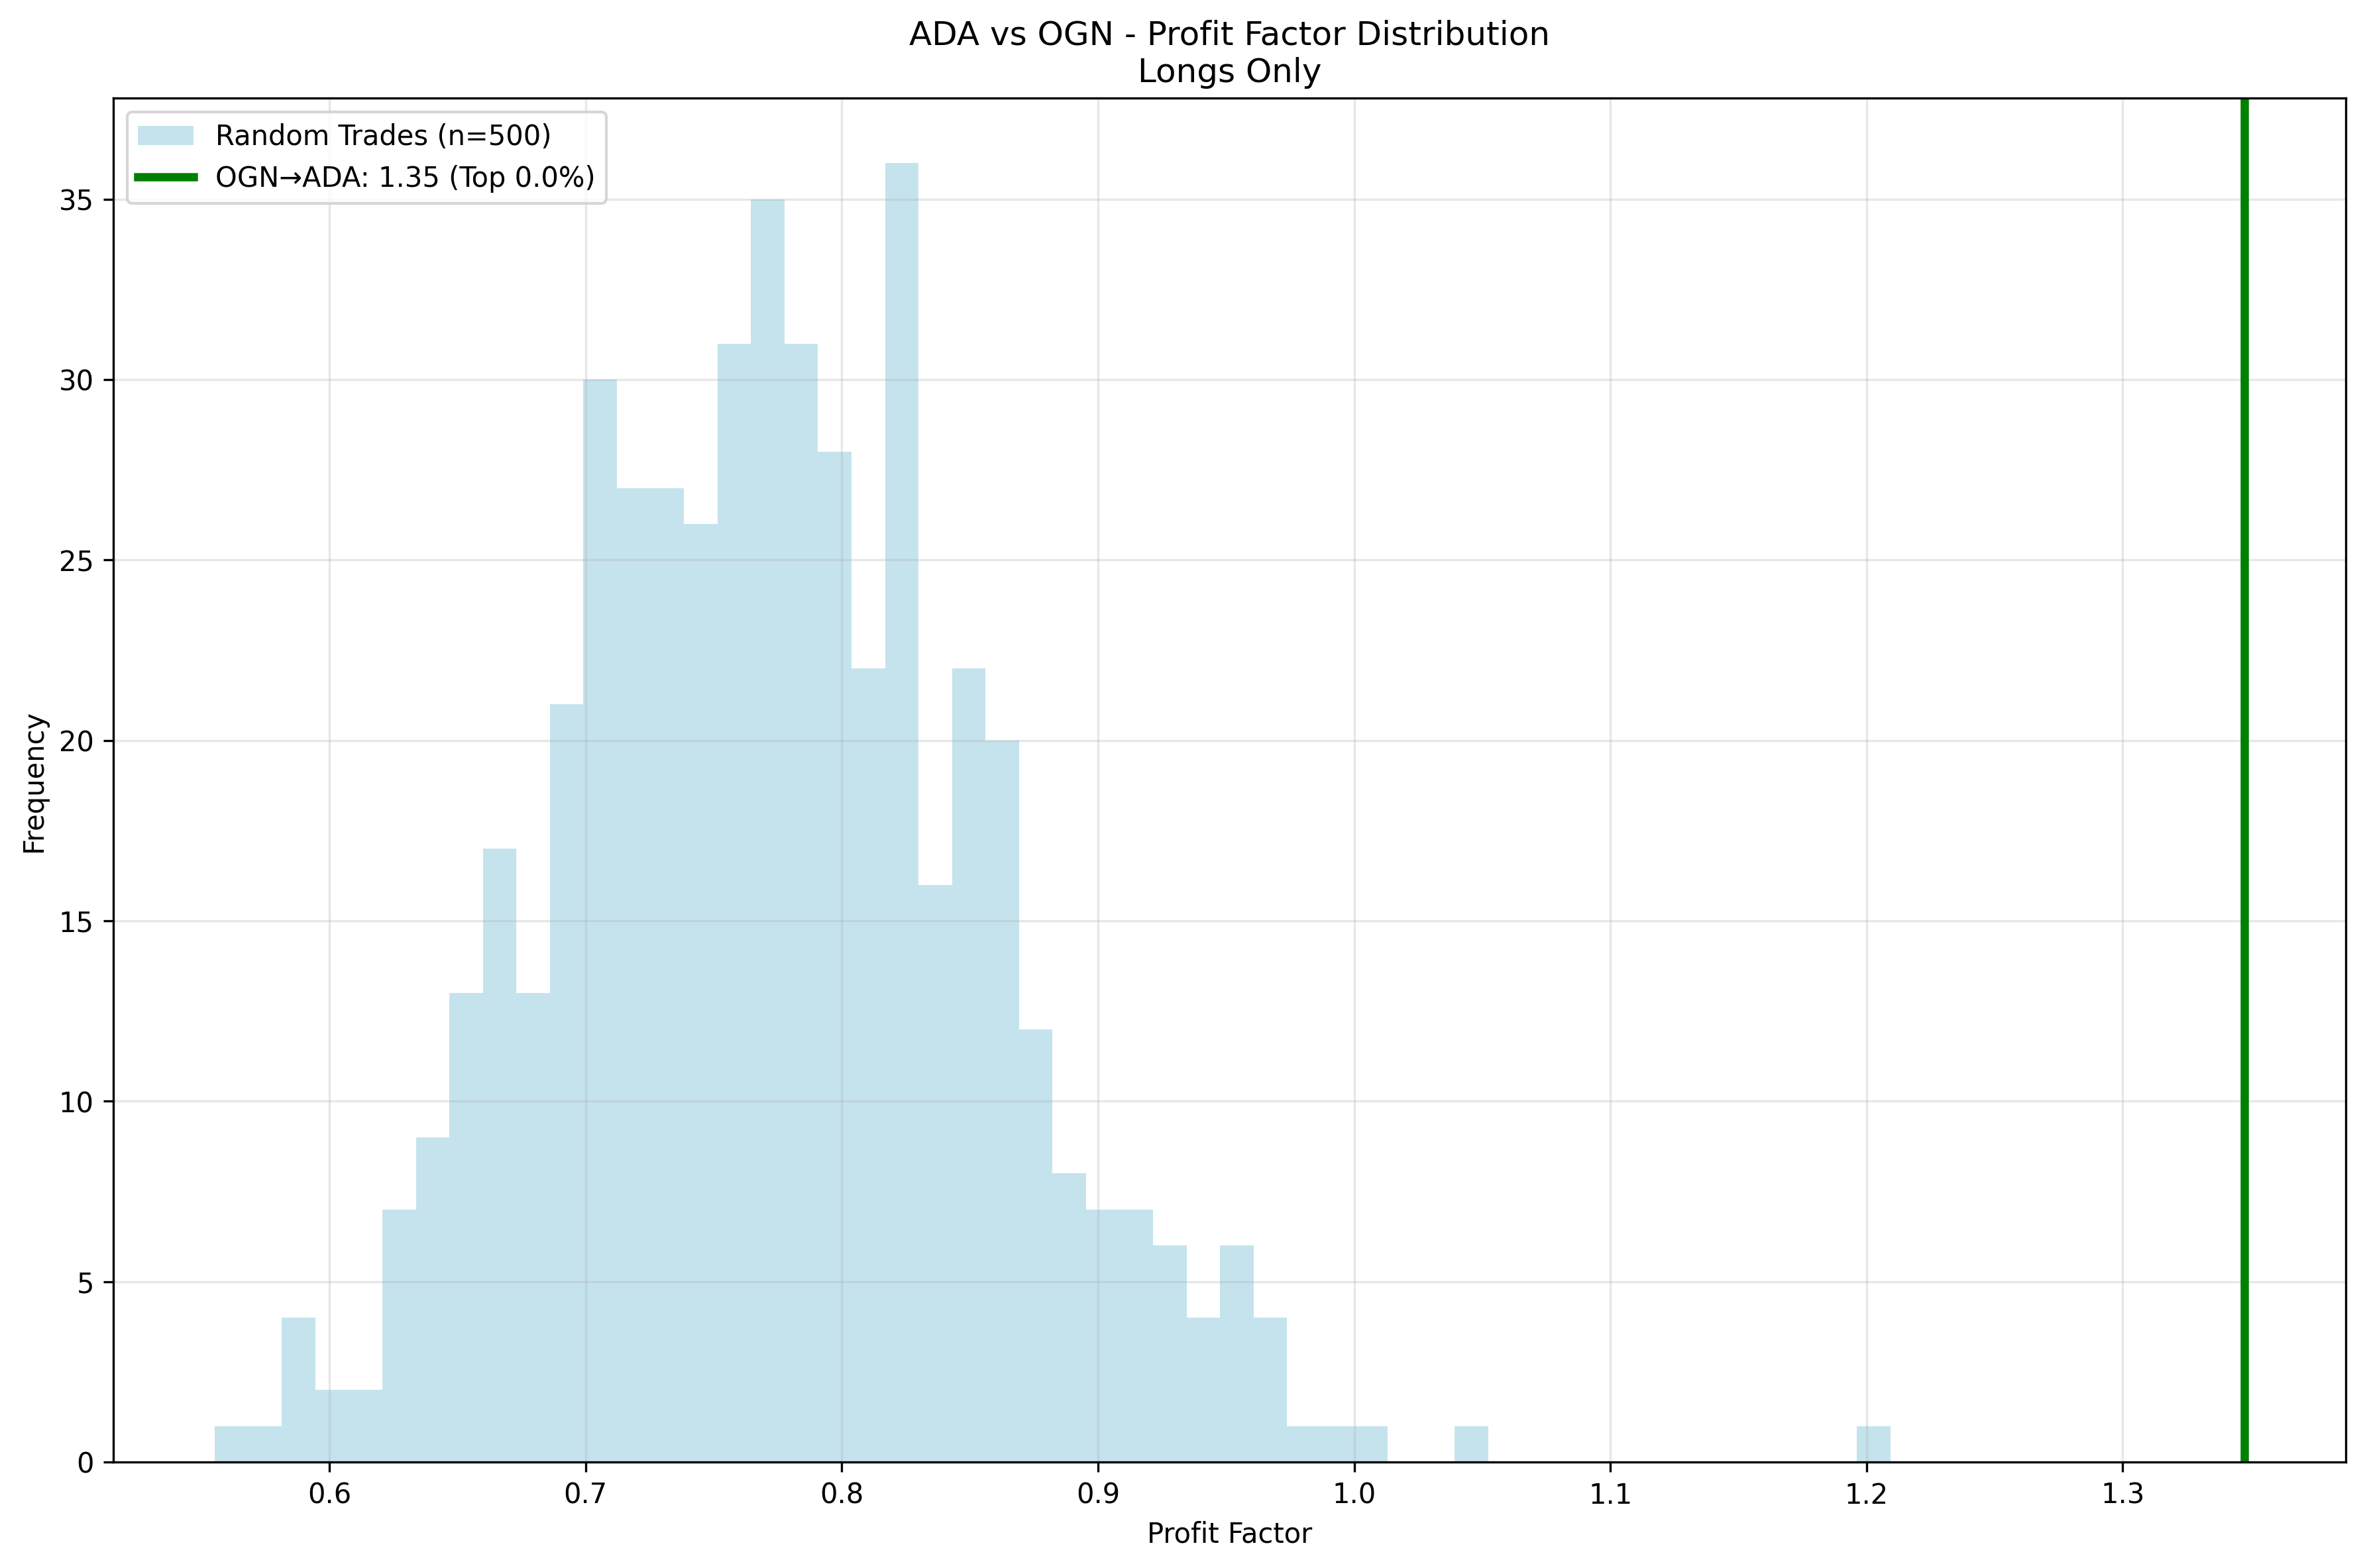 ADA vs OGN - Profit Factor Distribution
Longs Only
Random Trades (n=500)
OGN→ADA: 1.35 (Top 0.0%)
Frequency
35
30
25
20
15
10
5
0
0.6 0.7 0.8 0.9 1.0 1.1 1.2 1.3
Profit Factor